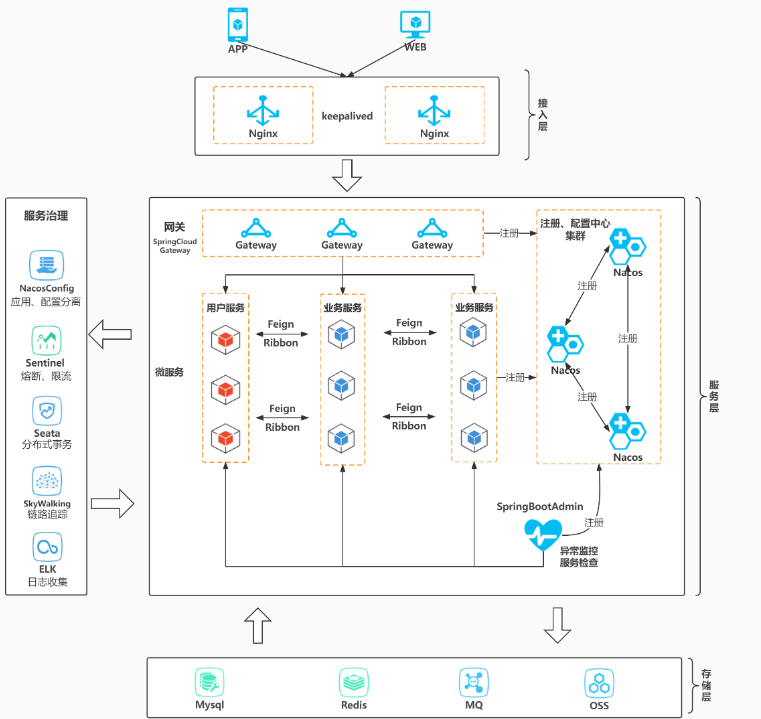 APP
WEB
Nginx
keepalived
Nginx
接入层
服务治理
NacosConfig
应用、配置分离
Sentinel
熔断、限流
Seata
分布式事务
SkyWalking
链路追踪
ELK
日志收集
网关
SpringCloud
Gateway
Gateway
Gateway
Gateway
注册
注册、配置中心
集群
Nacos
注册
注册
Nacos
注册
Nacos
用户服务
Feign
Ribbon
业务服务
Feign
Ribbon
业务服务
微服务
注册
Feign
Ribbon
Feign
Ribbon
SpringBootAdmin
注册
异常监控
服务检查
服务层
Mysql
Redis
MQ
OSS
存储层